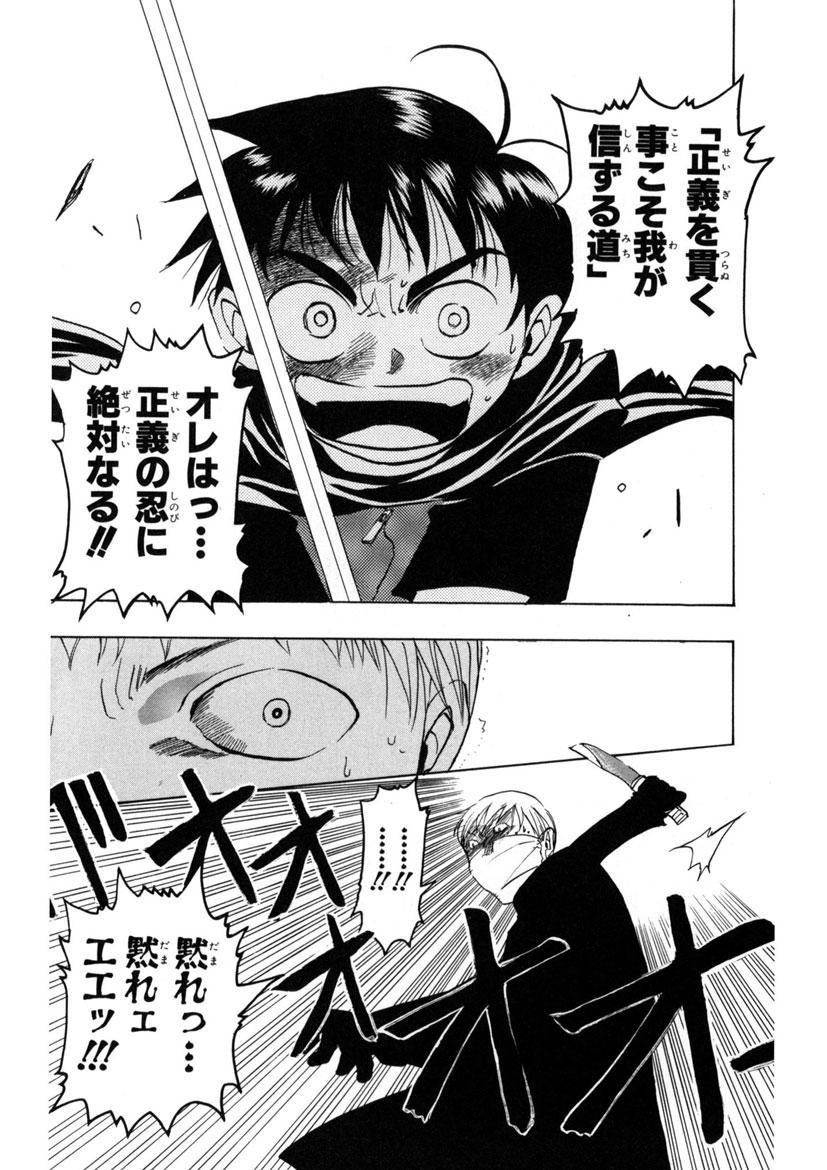 「正義を貫く
事こそ我が
信ずる道」
オレはっ…
正義の忍に
絶対なる!!
……!!!!
ドオオオオオー
黙れっ…
黙れェ
エエッ!!!